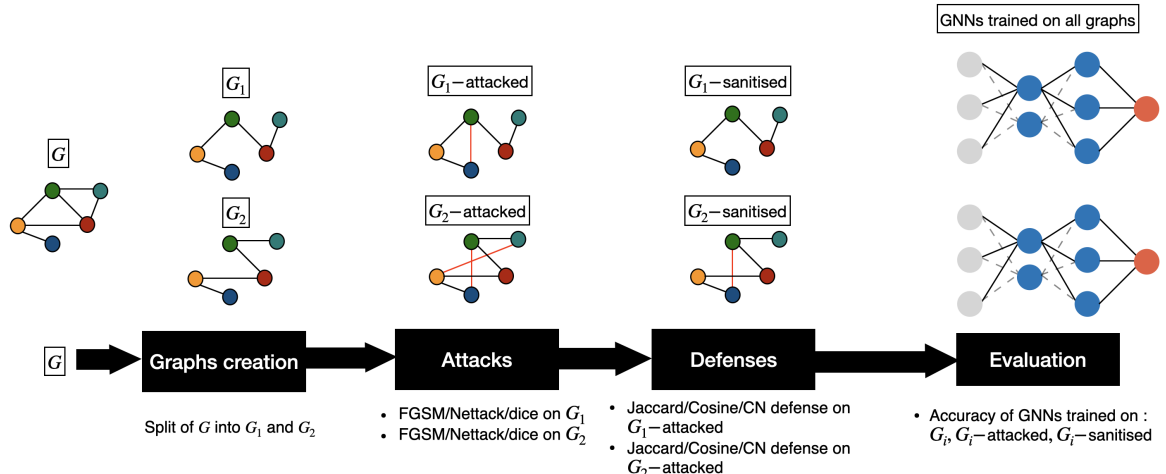 GNNs trained on all graphs
G₁
G₁−attacked
G₁−sanitised
G
G₂
G₂−attacked
G₂−sanitised
G
Graphs creation
Attacks
Defenses
Evaluation
Split of G into G₁ and G₂
• FGSM/Nettack/dice on G₁
• FGSM/Nettack/dice on G₂
• Jaccard/Cosine/CN defense on
G₁−attacked
• Jaccard/Cosine/CN defense on
G₂−attacked
• Accuracy of GNNs trained on :
Gᵢ, Gᵢ−attacked, Gᵢ−sanitised